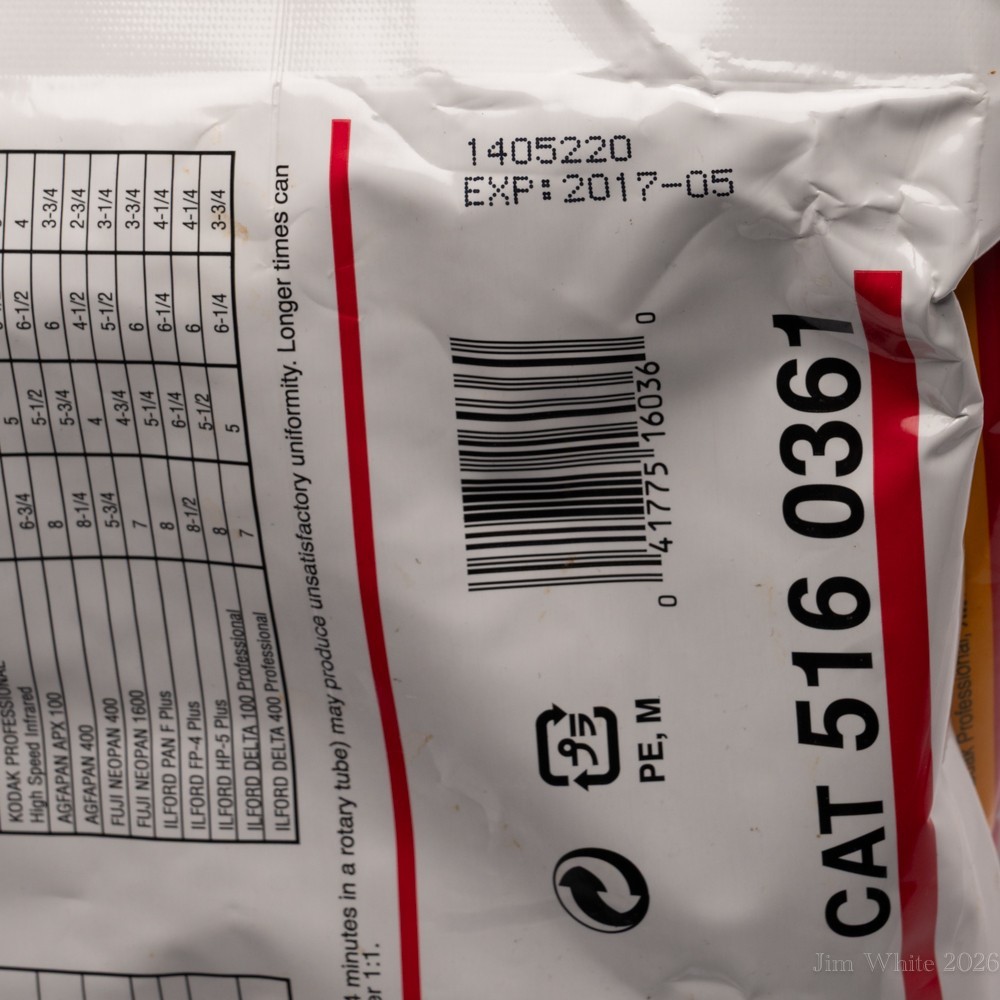 1405220
EXP:2017-05
KODAK PROFESSIONAL
High Speed Infrared
AGFAPAN APX 100 6-3/4 5
AGFAPAN 400 8 5-1/2 6-1/2 4
FUJI NEOPAN 400 8-1/4 5-3/4 6 3-3/4
FUJI NEOPAN 1600 5-3/4 4 4-1/2 2-3/4
ILFORD PAN F Plus 7 4-3/4 5-1/2 3-1/4
ILFORD FP-4 Plus 8 5-1/4 6 3-3/4
ILFORD HP-5 Plus 8-1/2 6-1/4 6-1/4 4-1/4
ILFORD DELTA 100 Professional 8 5-1/2 6 4-1/4
ILFORD DELTA 400 Professional 7 5 6-1/4 3-3/4
4 minutes in a rotary tube) may produce unsatisfactory uniformity. Longer times can
er 1:1.
0 41775 16036 0
PE, M
CAT 516 0361
Professional,
Jim White 2026